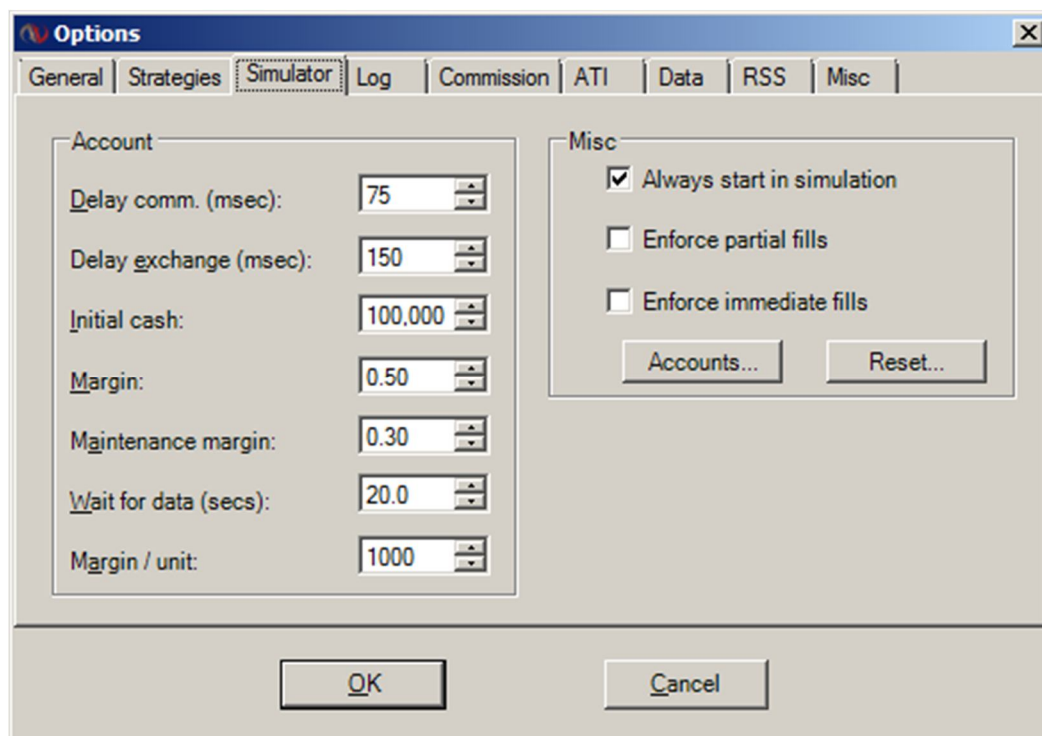 Options
General Strategies Simulator Log Commission ATI Data RSS Misc
Account
Delay comm. (msec): 75
Delay exchange (msec): 150
Initial cash: 100,000
Margin: 0.50
Maintenance margin: 0.30
Wait for data (secs): 20.0
Margin / unit: 1000
Misc
Always start in simulation
Enforce partial fills
Enforce immediate fills
Accounts... Reset...
OK Cancel